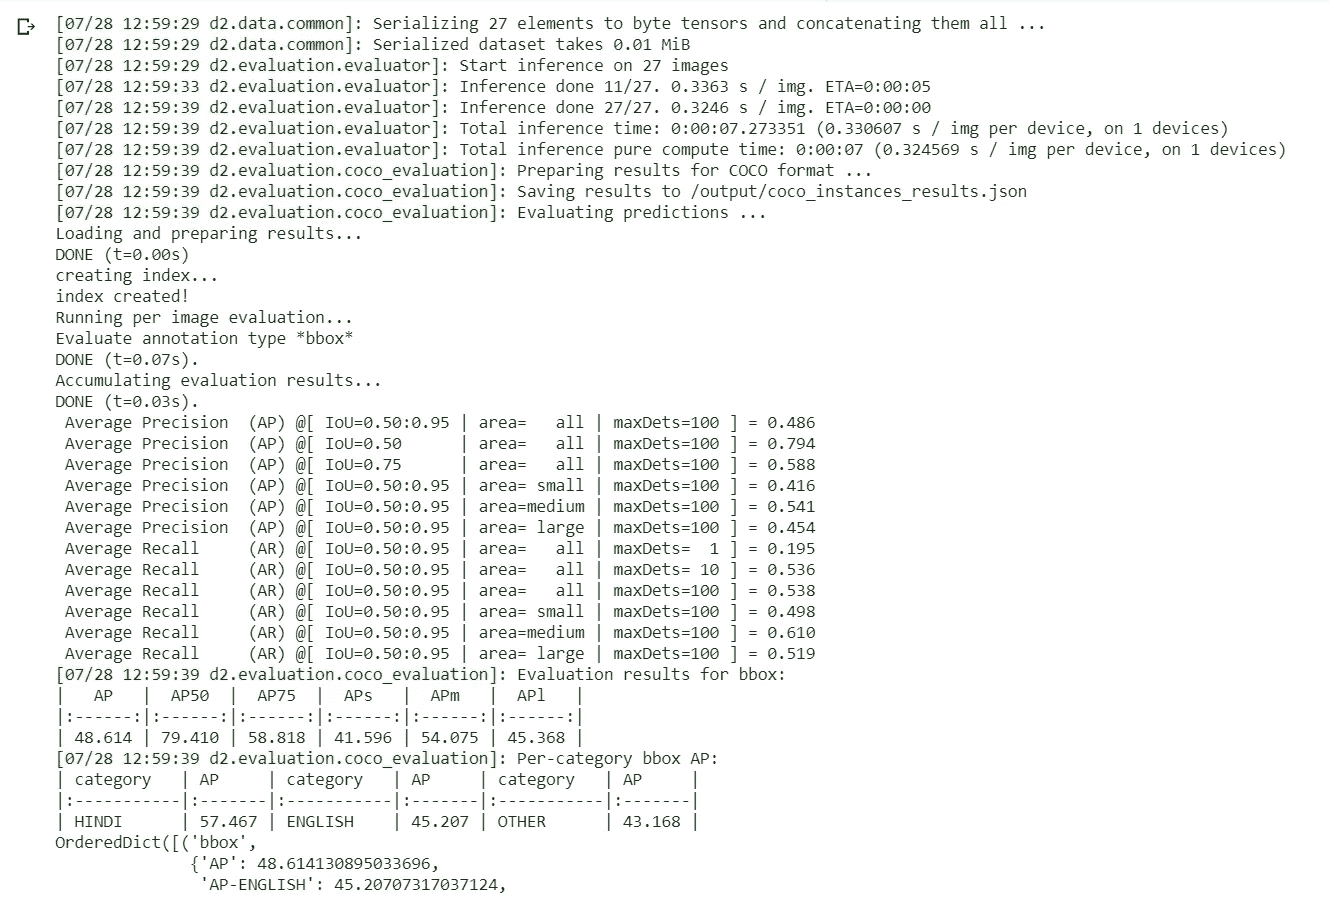 [07/28 12:59:29 d2.data.common]: Serializing 27 elements to byte tensors and concatenating them all ...
[07/28 12:59:29 d2.data.common]: Serialized dataset takes 0.01 MiB
[07/28 12:59:29 d2.evaluation.evaluator]: Start inference on 27 images
[07/28 12:59:33 d2.evaluation.evaluator]: Inference done 11/27. 0.3363 s / img. ETA=0:00:05
[07/28 12:59:39 d2.evaluation.evaluator]: Inference done 27/27. 0.3246 s / img. ETA=0:00:00
[07/28 12:59:39 d2.evaluation.evaluator]: Total inference time: 0:00:07.273351 (0.330607 s / img per device, on 1 devices)
[07/28 12:59:39 d2.evaluation.evaluator]: Total inference pure compute time: 0:00:07 (0.324569 s / img per device, on 1 devices)
[07/28 12:59:39 d2.evaluation.coco_evaluation]: Preparing results for COCO format ...
[07/28 12:59:39 d2.evaluation.coco_evaluation]: Saving results to /output/coco_instances_results.json
[07/28 12:59:39 d2.evaluation.coco_evaluation]: Evaluating predictions ...
Loading and preparing results...
DONE (t=0.00s)
creating index...
index created!
Running per image evaluation...
Evaluate annotation type *bbox*
DONE (t=0.07s).
Accumulating evaluation results...
DONE (t=0.03s).
 Average Precision  (AP) @[ IoU=0.50:0.95 | area=   all | maxDets=100 ] = 0.486
 Average Precision  (AP) @[ IoU=0.50      | area=   all | maxDets=100 ] = 0.794
 Average Precision  (AP) @[ IoU=0.75      | area=   all | maxDets=100 ] = 0.588
 Average Precision  (AP) @[ IoU=0.50:0.95 | area= small | maxDets=100 ] = 0.416
 Average Precision  (AP) @[ IoU=0.50:0.95 | area=medium | maxDets=100 ] = 0.541
 Average Precision  (AP) @[ IoU=0.50:0.95 | area= large | maxDets=100 ] = 0.454
 Average Recall     (AR) @[ IoU=0.50:0.95 | area=   all | maxDets=  1 ] = 0.195
 Average Recall     (AR) @[ IoU=0.50:0.95 | area=   all | maxDets= 10 ] = 0.536
 Average Recall     (AR) @[ IoU=0.50:0.95 | area=   all | maxDets=100 ] = 0.538
 Average Recall     (AR) @[ IoU=0.50:0.95 | area= small | maxDets=100 ] = 0.498
 Average Recall     (AR) @[ IoU=0.50:0.95 | area=medium | maxDets=100 ] = 0.610
 Average Recall     (AR) @[ IoU=0.50:0.95 | area= large | maxDets=100 ] = 0.519
[07/28 12:59:39 d2.evaluation.coco_evaluation]: Evaluation results for bbox:
|   AP   |  AP50  |  AP75  |  APs   |  APm   |  APl   |
|:------:|:------:|:------:|:------:|:------:|:------:|
| 48.614 | 79.410 | 58.818 | 41.596 | 54.075 | 45.368 |
[07/28 12:59:39 d2.evaluation.coco_evaluation]: Per-category bbox AP:
| category   | AP     | category   | AP     | category   | AP     |
|:-----------|:-------|:-----------|:-------|:-----------|:-------|
| HINDI      | 57.467 | ENGLISH    | 45.207 | OTHER      | 43.168 |
OrderedDict([('bbox',
              {'AP': 48.614130895033696,
               'AP-ENGLISH': 45.20707317037124,